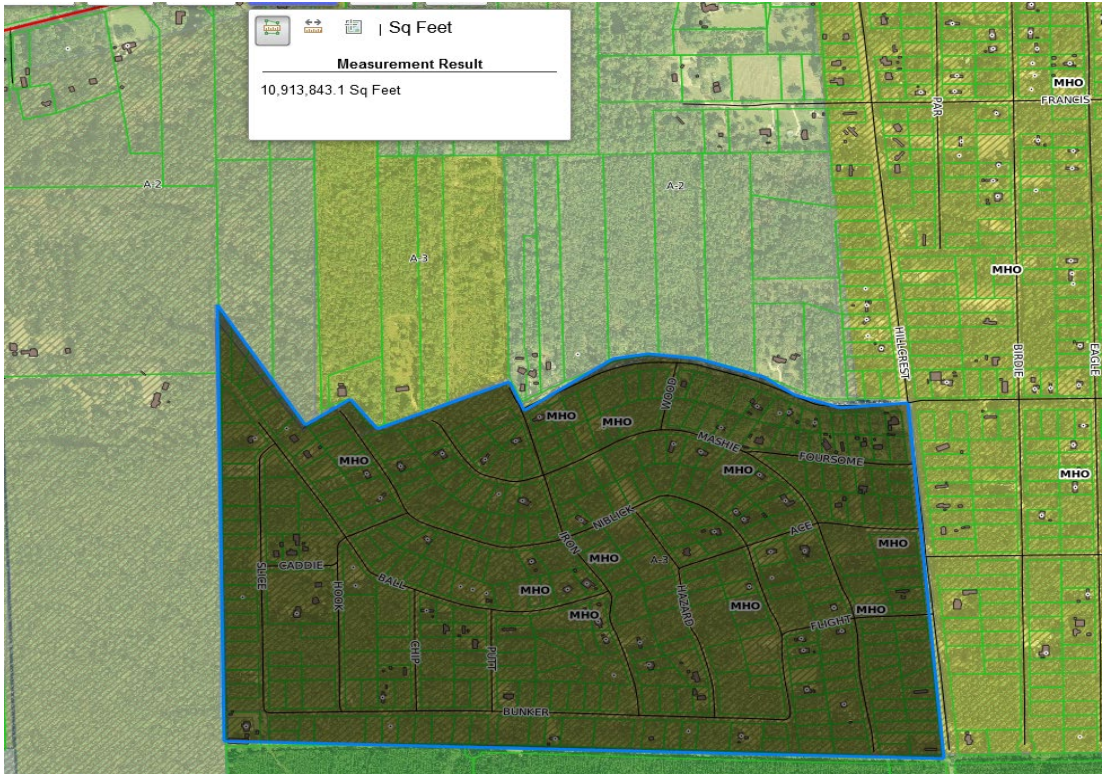 | Sq Feet
Measurement Result
10,913,843.1 Sq Feet
MHO
FRANCIS
PAR
A-2
A-2
A-3
MHO
HILLCREST
BIRDIE
EAGLE
WOOD
MHO
MHO
MASHIE
FOURSOME
MHO
MHO
MHO
NIBLICK
ACE
IRON
MHO
MHO
A-3
CADDIE
SLICE
HOOK
BALL
MHO
MHO
HAZARD
MHO
MHO
FLIGHT
CHIP
PUTT
BUNKER